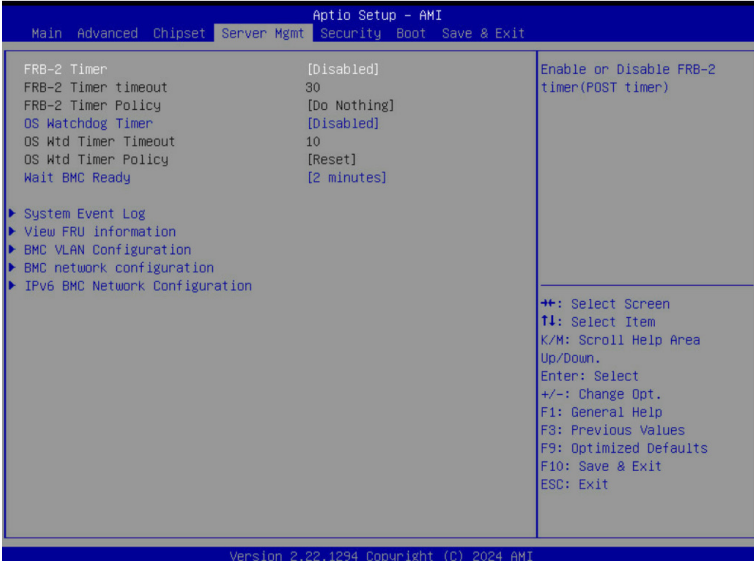 Aptio Setup – AMI
Main Advanced Chipset Server Mgmt Security Boot Save & Exit
FRB-2 Timer [Disabled]
FRB-2 Timer timeout 30
FRB-2 Timer Policy [Do Nothing]
OS Watchdog Timer [Disabled]
OS Wtd Timer Timeout 10
OS Wtd Timer Policy [Reset]
Wait BMC Ready [2 minutes]
System Event Log
View FRU information
BMC VLAN Configuration
BMC network configuration
IPv6 BMC Network Configuration
Enable or Disable FRB-2
timer(POST timer)
→←: Select Screen
↑↓: Select Item
K/M: Scroll Help Area
Up/Down.
Enter: Select
+/-: Change Opt.
F1: General Help
F3: Previous Values
F9: Optimized Defaults
F10: Save & Exit
ESC: Exit
Version 2.22.1294 Copyright (C) 2024 AMI